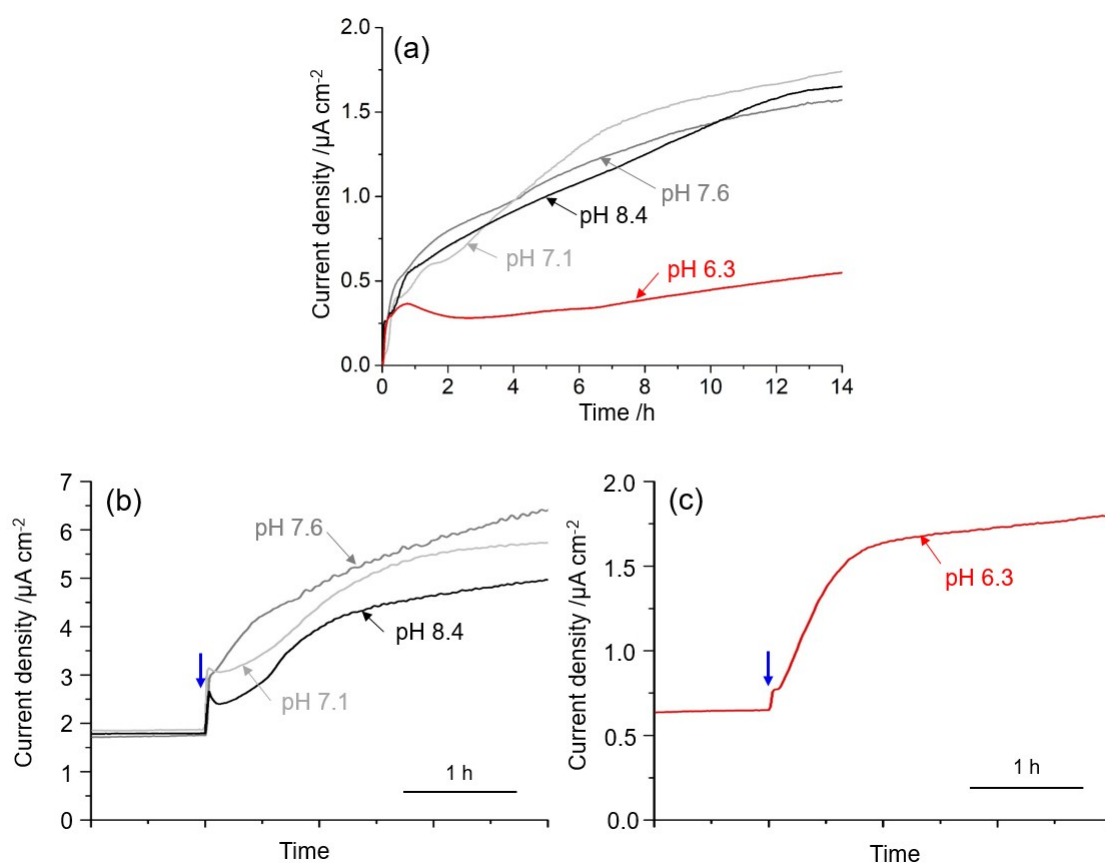 (a)
Current density /µA cm-2
2.0
1.5
1.0
0.5
0.0
pH 7.6
pH 8.4
pH 7.1
pH 6.3
0 2 4 6 8 10 12 14
Time /h
(b)
Current density /µA cm-2
7
6
5
4
3
2
1
0
pH 7.6
pH 8.4
pH 7.1
1 h
Time
(c)
Current density /µA cm-2
2.0
1.5
1.0
0.5
0.0
pH 6.3
1 h
Time